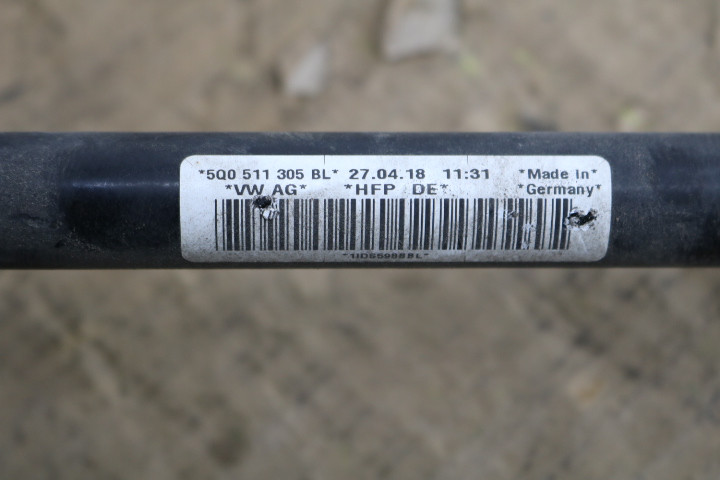 *5Q0 511 305 BL* 27.04.18 11:31 *Made In*
*VW AG* *HFP DE* *Germany*